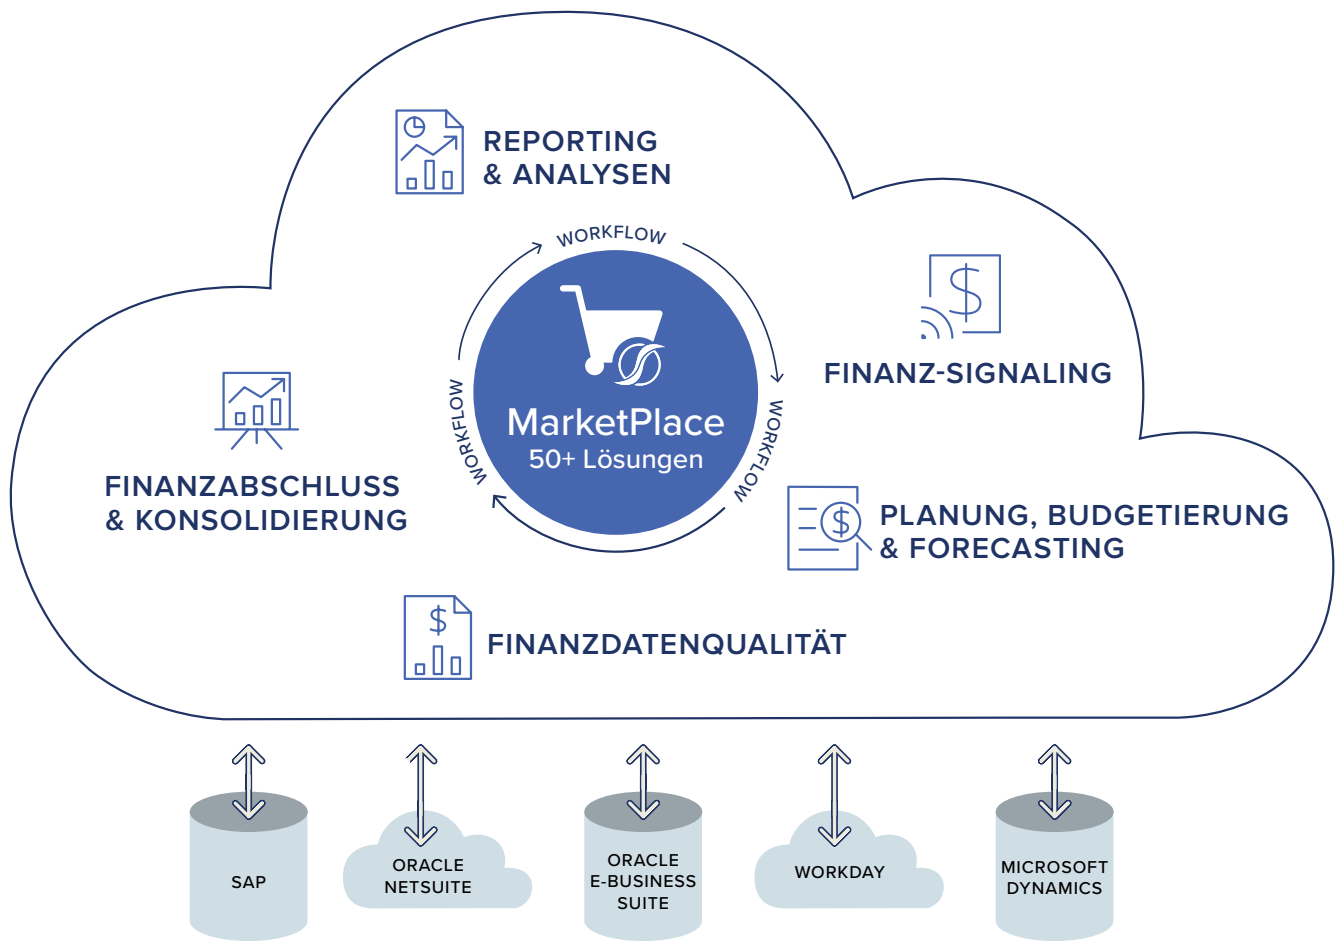 REPORTING
& ANALYSEN
WORKFLOW
FINANZ-SIGNALING
WORKFLOW
WORKFLOW
MarketPlace
50+ Lösungen
FINANZABSCHLUSS
& KONSOLIDIERUNG
PLANUNG, BUDGETIERUNG
& FORECASTING
FINANZDATENQUALITÄT
SAP
ORACLE
NETSUITE
ORACLE
E-BUSINESS
SUITE
WORKDAY
MICROSOFT
DYNAMICS